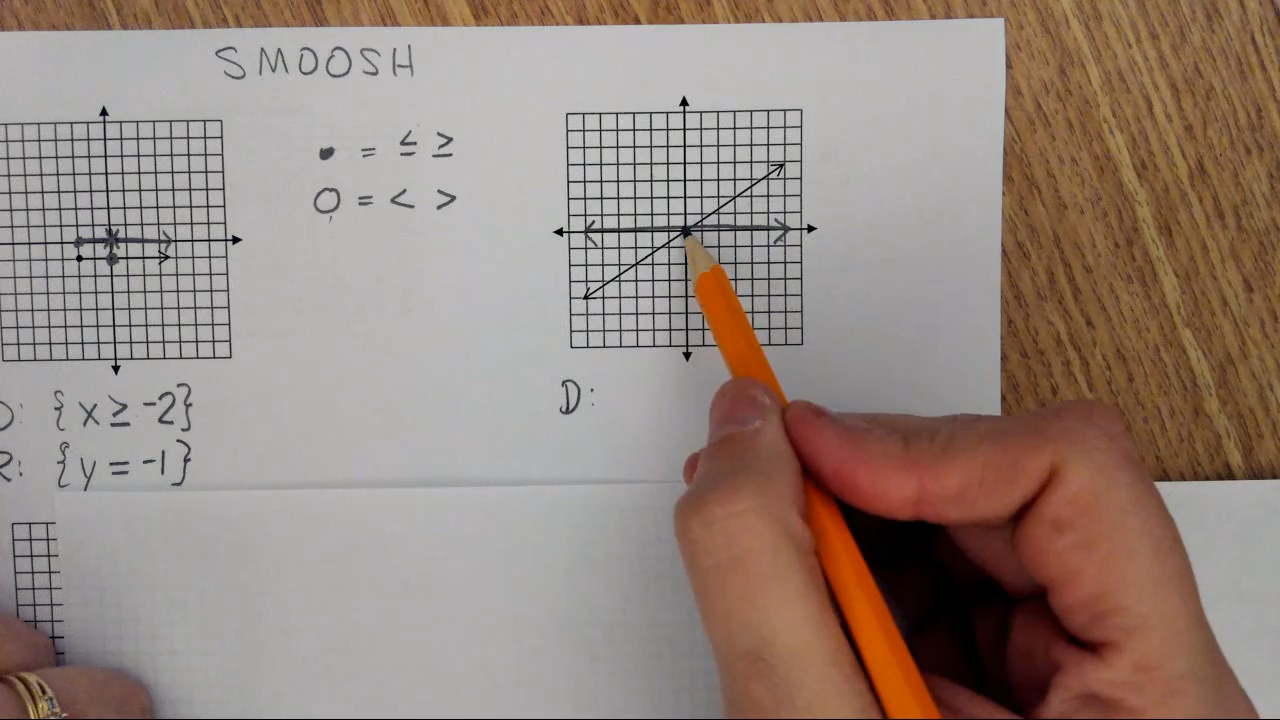 SMOOSH
• = ≤ ≥
O = < >
D: {x ≥ -2}
R: {y = -1}
D: